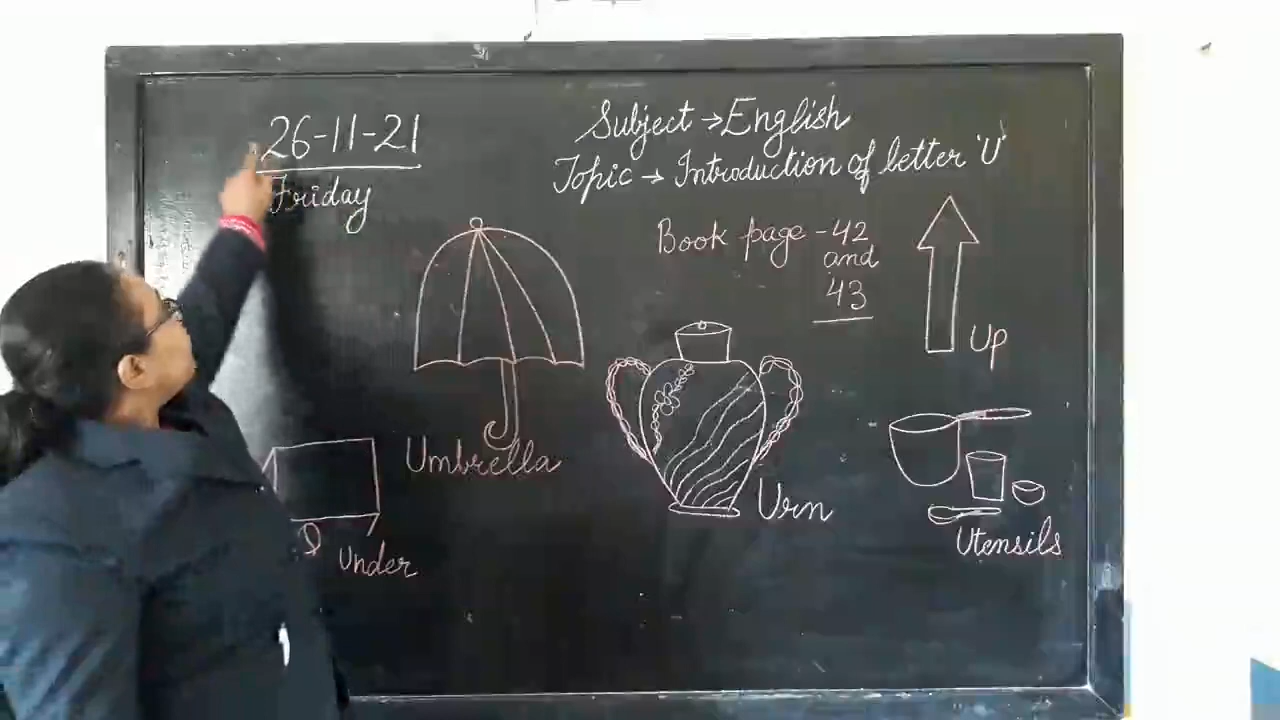 26-11-21
Friday
Subject → English
Topic → Introduction of letter 'U'
Book page - 42
and
43
Up
Umbrella
Urn
Utensils
Under